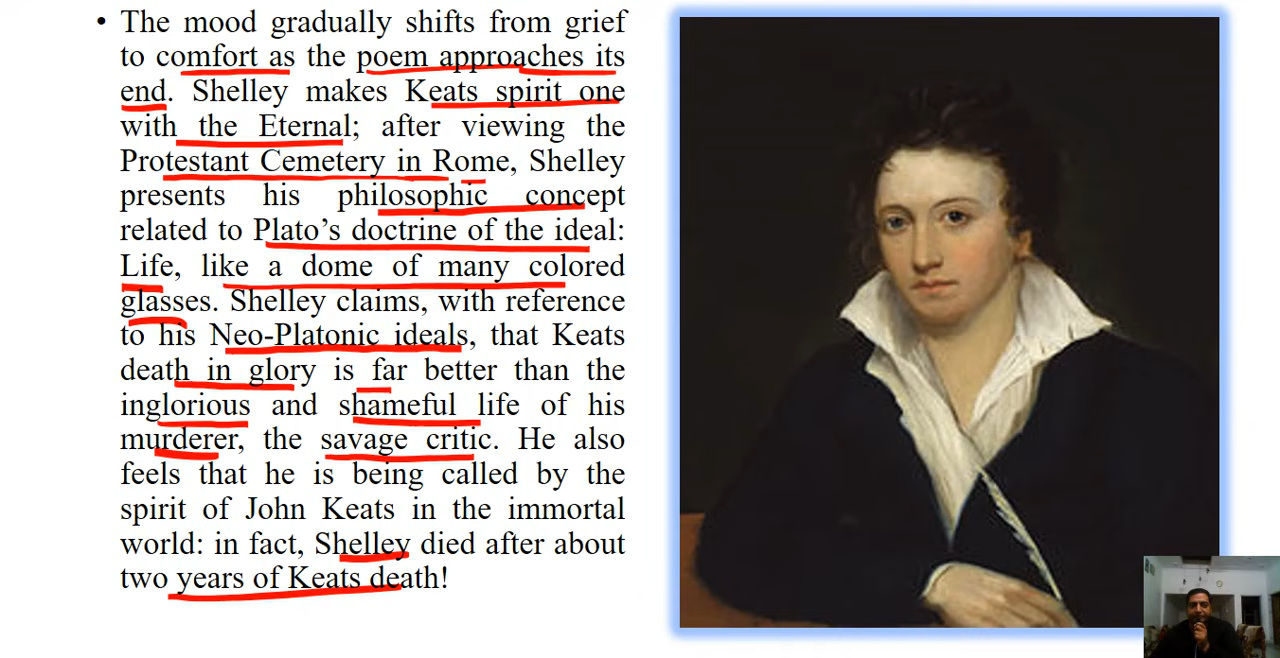 • The mood gradually shifts from grief
to comfort as the poem approaches its
end. Shelley makes Keats spirit one
with the Eternal; after viewing the
Protestant Cemetery in Rome, Shelley
presents his philosophic concept
related to Plato’s doctrine of the ideal:
Life, like a dome of many colored
glasses. Shelley claims, with reference
to his Neo-Platonic ideals, that Keats
death in glory is far better than the
inglorious and shameful life of his
murderer, the savage critic. He also
feels that he is being called by the
spirit of John Keats in the immortal
world: in fact, Shelley died after about
two years of Keats death!